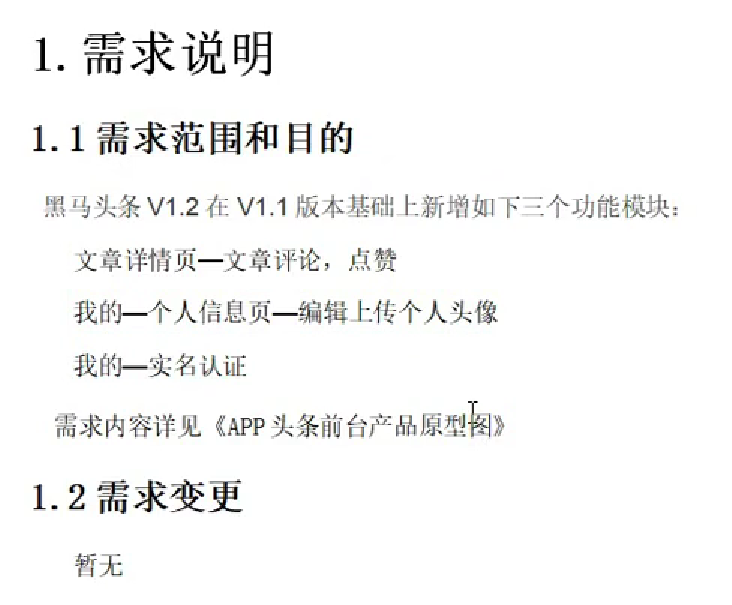 1. 需求说明
1.1 需求范围和目的
黑马头条 V1.2 在 V1.1 版本基础上新增如下三个功能模块：
文章详情页—文章评论，点赞
我的—个人信息页—编辑上传个人头像
我的—实名认证
需求内容详见《APP 头条前台产品原型图》
1.2 需求变更
暂无